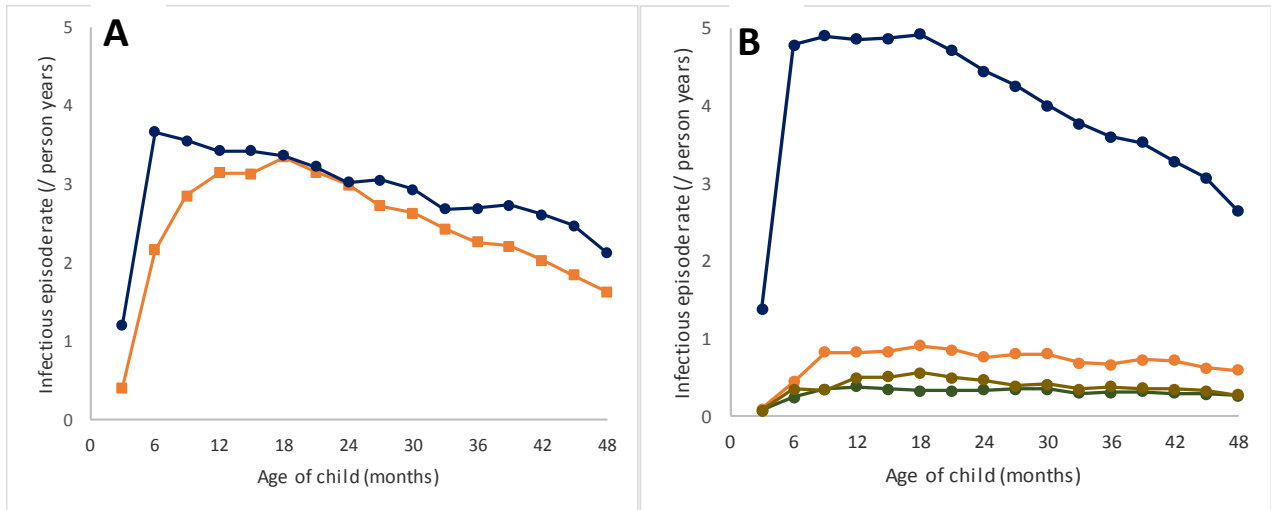 A
5
4
3
2
1
0
Infectious episode rate (/ person years)
0 6 12 18 24 30 36 42 48
Age of child (months)
B
5
4
3
2
1
0
Infectious episode rate (/ person years)
0 6 12 18 24 30 36 42 48
Age of child (months)